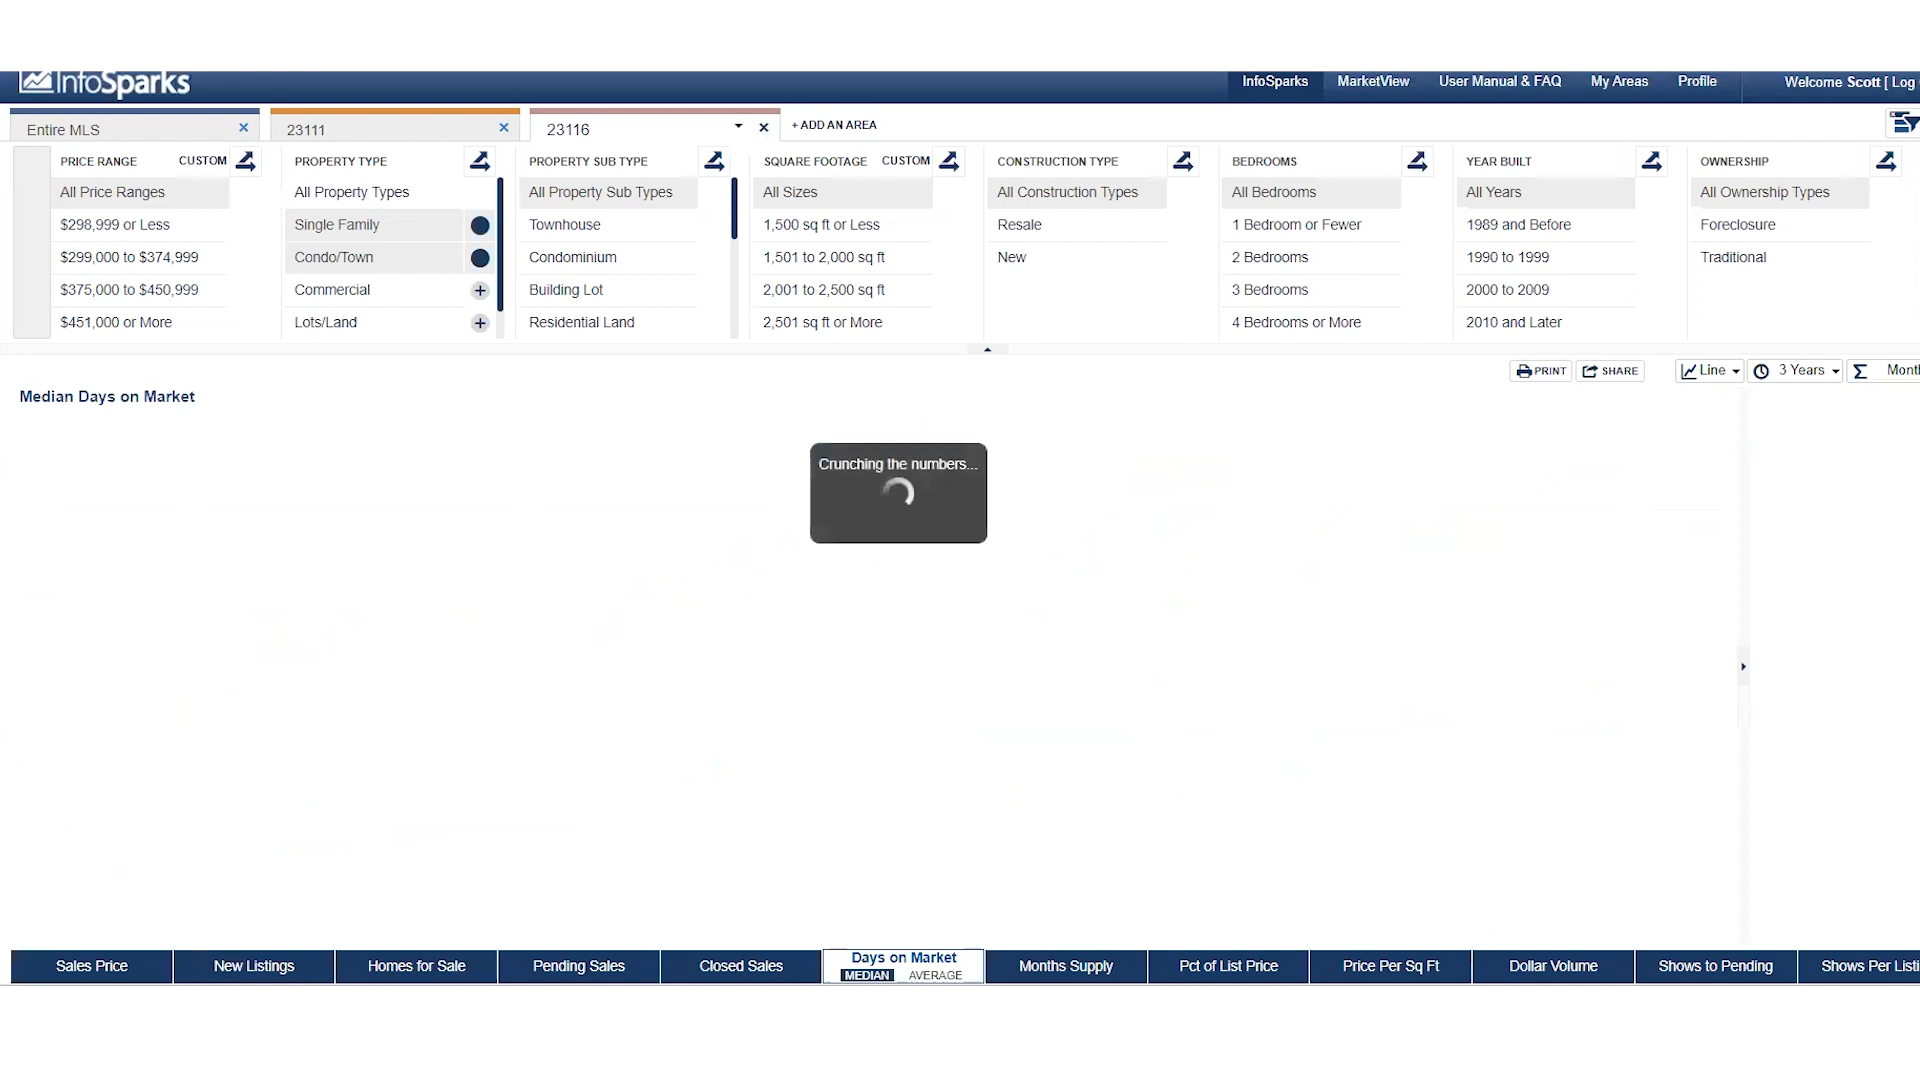 InfoSparks
InfoSparks MarketView User Manual & FAQ My Areas Profile Welcome Scott [ Log
Entire MLS 23111 23116 + ADD AN AREA
PRICE RANGE CUSTOM PROPERTY TYPE PROPERTY SUB TYPE SQUARE FOOTAGE CUSTOM CONSTRUCTION TYPE BEDROOMS YEAR BUILT OWNERSHIP
All Price Ranges All Property Types All Property Sub Types All Sizes All Construction Types All Bedrooms All Years All Ownership Types
$298,999 or Less Single Family Townhouse 1,500 sq ft or Less Resale 1 Bedroom or Fewer 1989 and Before Foreclosure
$299,000 to $374,999 Condo/Town Condominium 1,501 to 2,000 sq ft New 2 Bedrooms 1990 to 1999 Traditional
$375,000 to $450,999 Commercial Building Lot 2,001 to 2,500 sq ft 3 Bedrooms 2000 to 2009
$451,000 or More Lots/Land Residential Land 2,501 sq ft or More 4 Bedrooms or More 2010 and Later
PRINT SHARE Line 3 Years Σ Mont
Median Days on Market
Crunching the numbers...
Sales Price New Listings Homes for Sale Pending Sales Closed Sales Days on Market Months Supply Pct of List Price Price Per Sq Ft Dollar Volume Shows to Pending Shows Per Listi
MEDIAN AVERAGE